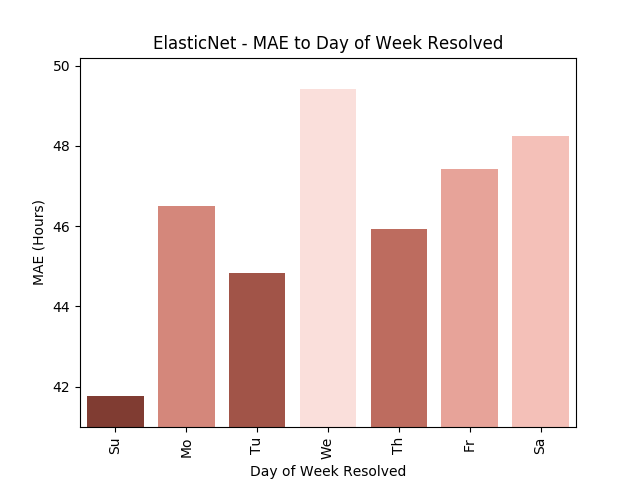 ElasticNet - MAE to Day of Week Resolved
50
48
46
44
42
MAE (Hours)
Su
Mo
Tu
We
Th
Fr
Sa
Day of Week Resolved